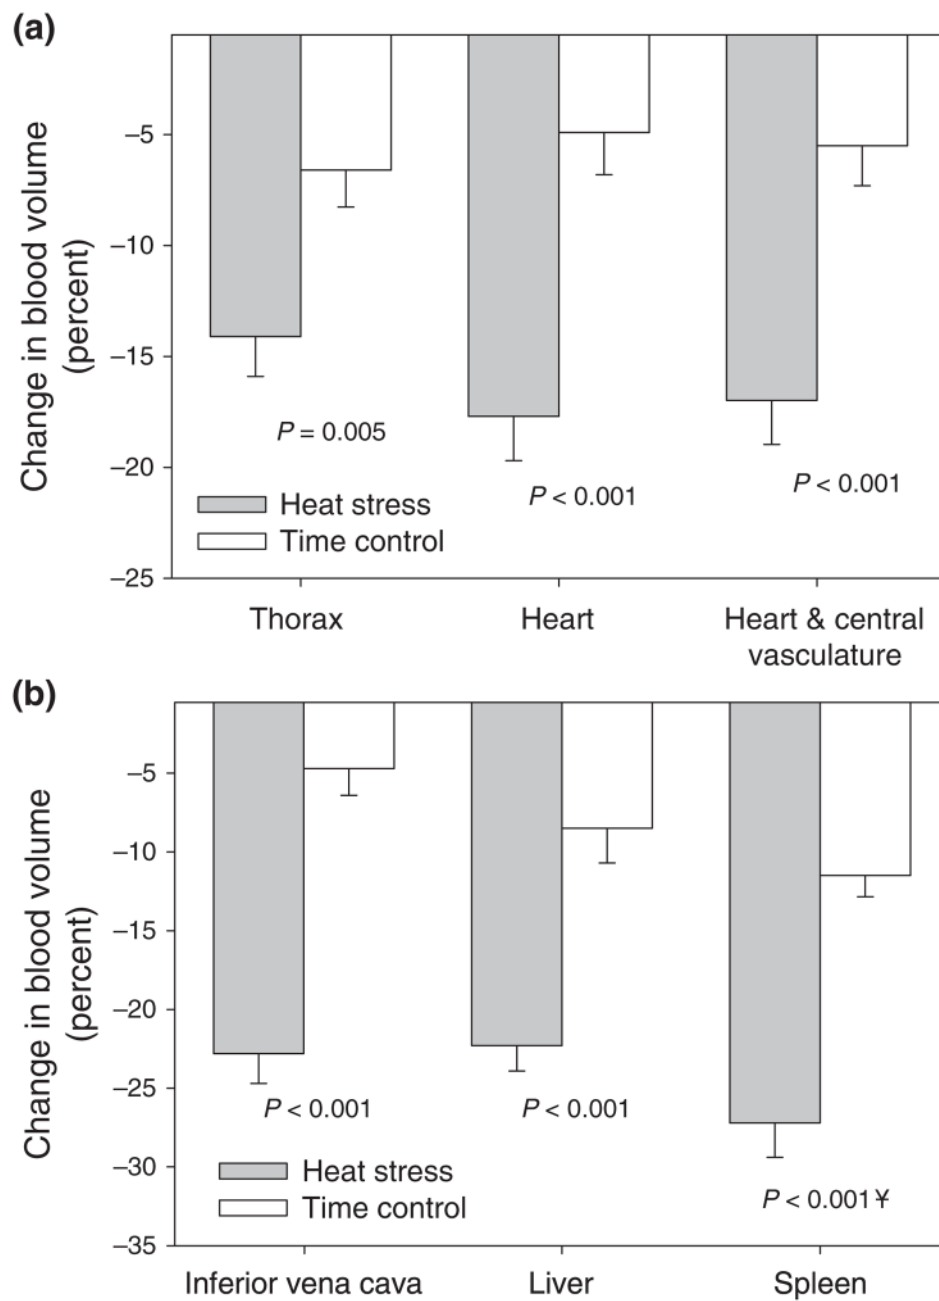 (a)
Change in blood volume
(percent)
–5
–10
–15
–20
–25
P = 0.005
P < 0.001
P < 0.001
Heat stress
Time control
Thorax
Heart
Heart & central
vasculature
(b)
Change in blood volume
(percent)
–5
–10
–15
–20
–25
–30
–35
P < 0.001
P < 0.001
P < 0.001¥
Heat stress
Time control
Inferior vena cava
Liver
Spleen